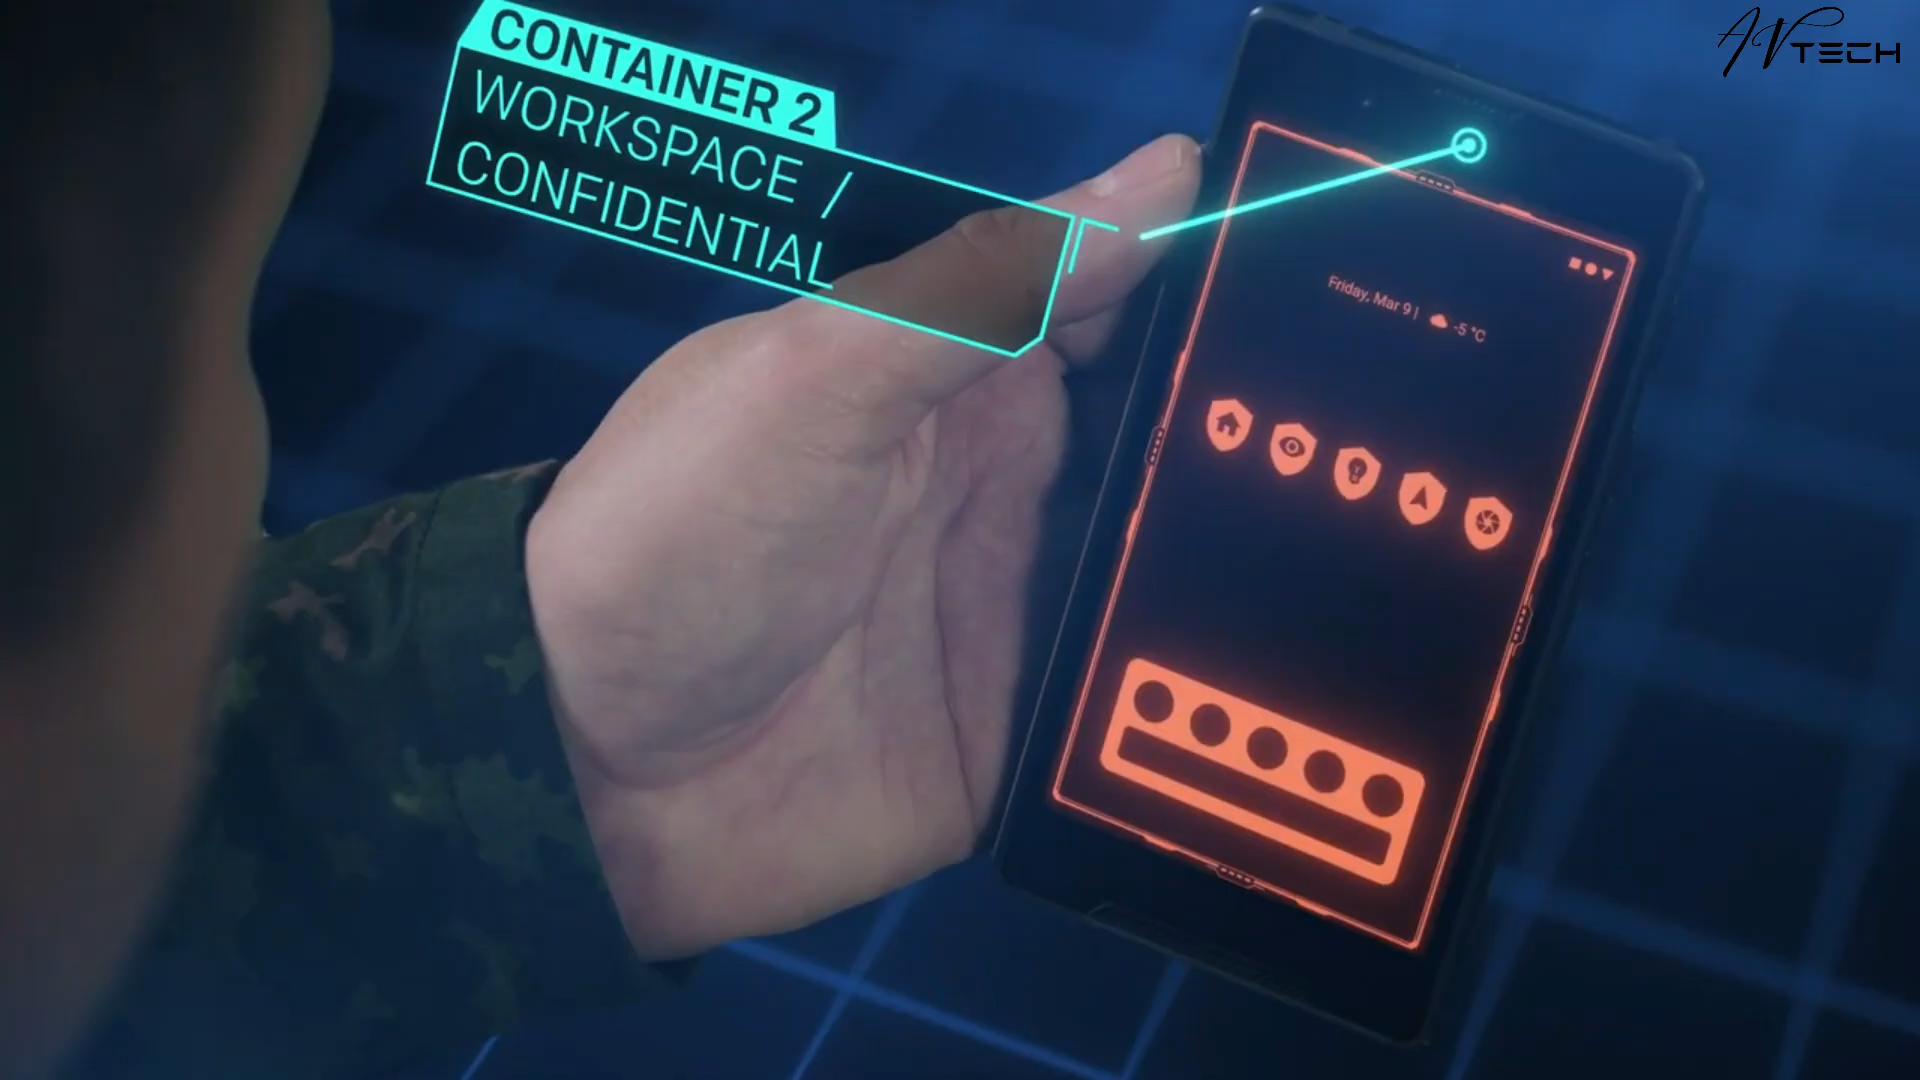 AV TECH
CONTAINER 2
WORKSPACE /
CONFIDENTIAL
Friday, Mar 9 | -5 °C